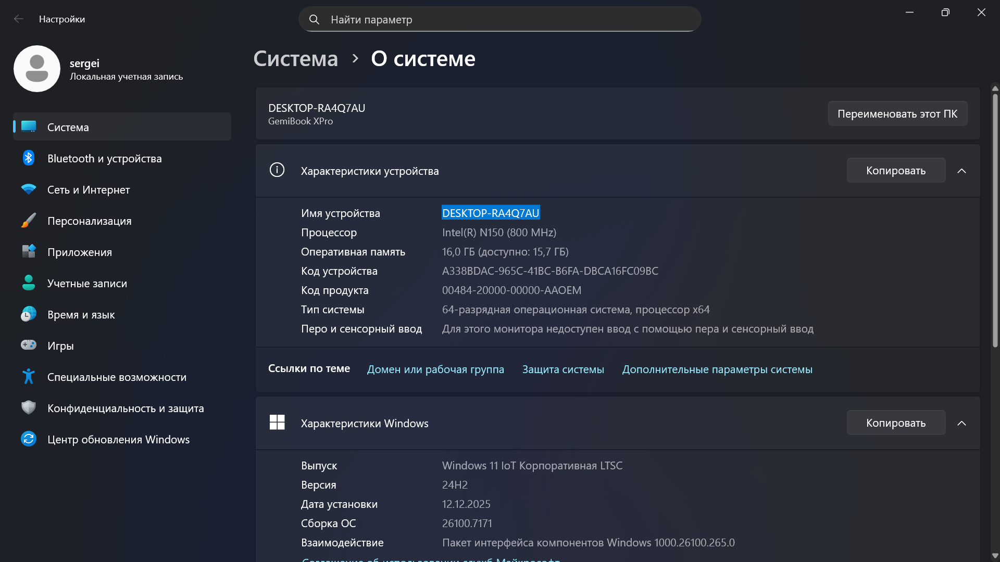 Настройки
Найти параметр
sergei
Локальная учетная запись
Система
Bluetooth и устройства
Сеть и Интернет
Персонализация
Приложения
Учетные записи
Время и язык
Игры
Специальные возможности
Конфиденциальность и защита
Центр обновления Windows
Система › О системе
DESKTOP-RA4Q7AU
GemiBook XPro
Переименовать этот ПК
Характеристики устройства
Копировать
Имя устройства DESKTOP-RA4Q7AU
Процессор Intel(R) N150 (800 MHz)
Оперативная память 16,0 ГБ (доступно: 15,7 ГБ)
Код устройства A338BDAC-965C-41BC-B6FA-DBCA16FC09BC
Код продукта 00484-20000-00000-AAOEM
Тип системы 64-разрядная операционная система, процессор x64
Перо и сенсорный ввод Для этого монитора недоступен ввод с помощью пера и сенсорный ввод
Ссылки по теме Домен или рабочая группа Защита системы Дополнительные параметры системы
Характеристики Windows
Копировать
Выпуск Windows 11 IoT Корпоративная LTSC
Версия 24H2
Дата установки 12.12.2025
Сборка ОС 26100.7171
Взаимодействие Пакет интерфейса компонентов Windows 1000.26100.265.0
Соглашение об использовании служб Майкрософт